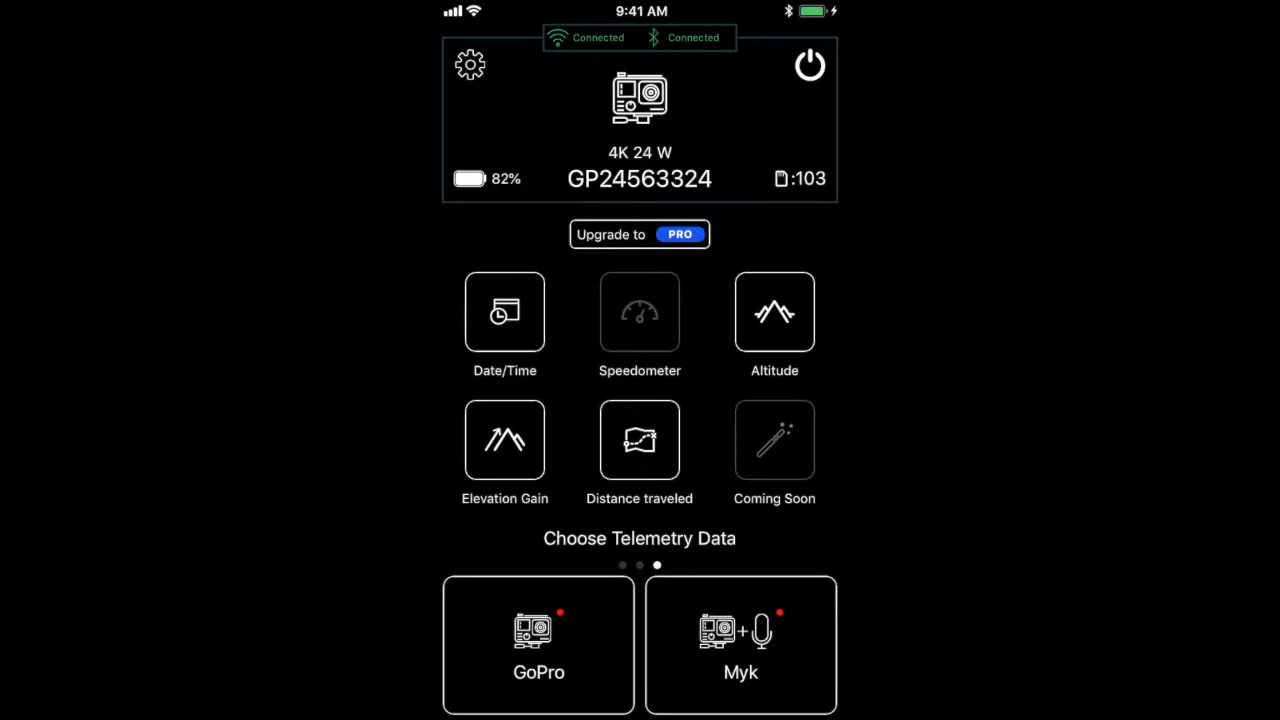 9:41 AM
Connected Connected
4K 24 W
82% GP24563324 :103
Upgrade to PRO
Date/Time Speedometer Altitude
Elevation Gain Distance traveled Coming Soon
Choose Telemetry Data
GoPro Myk